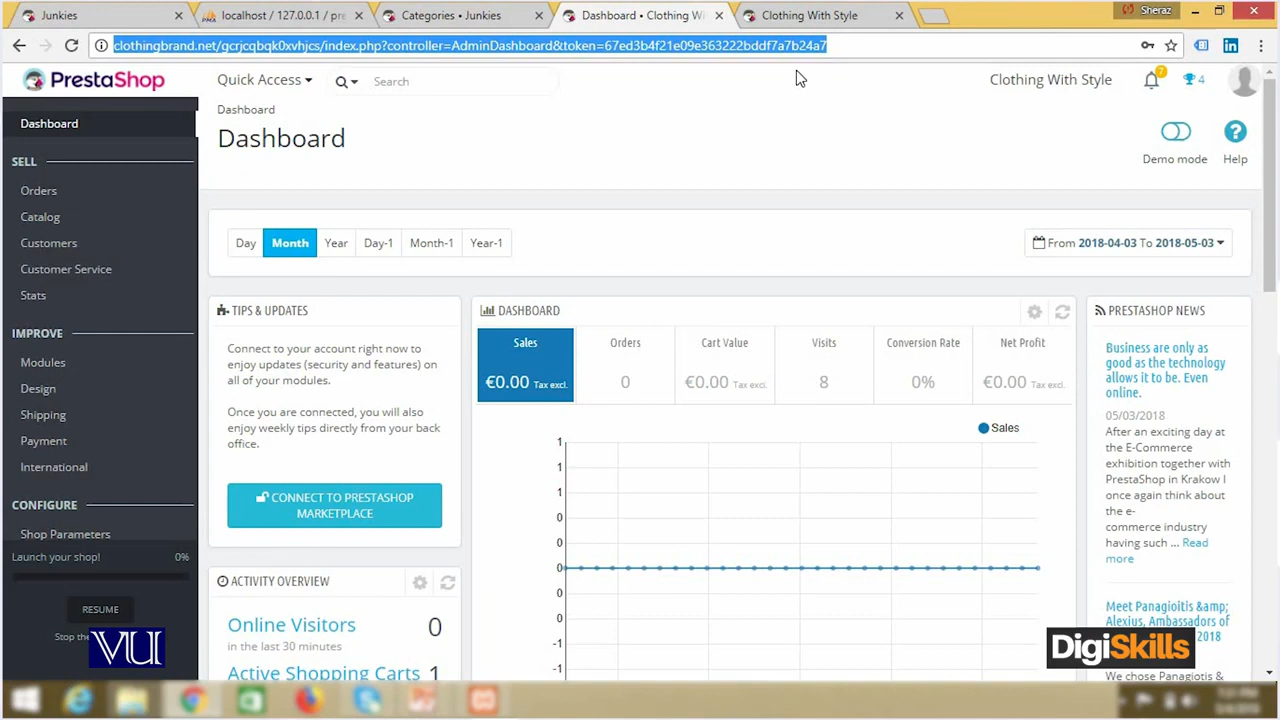 Junkies
localhost / 127.0.0.1 / pre
Categories • Junkies
Dashboard • Clothing Wi
Clothing With Style
Sheraz
clothingbrand.net/gcrjcqbqk0xvhjcs/index.php?controller=AdminDashboard&token=67ed3b4f21e09e363222bddf7a7b24a7
PrestaShop
Quick Access
Search
Clothing With Style
7
4
Dashboard
Dashboard
Demo mode
Help
Dashboard
SELL
Orders
Catalog
Customers
Customer Service
Stats
IMPROVE
Modules
Design
Shipping
Payment
International
CONFIGURE
Shop Parameters
Launch your shop! 0%
RESUME
Stop the
VU
Day Month Year Day-1 Month-1 Year-1
From 2018-04-03 To 2018-05-03
TIPS & UPDATES
Connect to your account right now to
enjoy updates (security and features) on
all of your modules.
Once you are connected, you will also
enjoy weekly tips directly from your back
office.
CONNECT TO PRESTASHOP
MARKETPLACE
ACTIVITY OVERVIEW
Online Visitors 0
in the last 30 minutes
Active Shopping Carts 1
DASHBOARD
Sales Orders Cart Value Visits Conversion Rate Net Profit
€0.00 Tax excl. 0 €0.00 Tax excl. 8 0% €0.00 Tax excl.
Sales
1
1
1
0
0
0
0
0
0
-1
PRESTASHOP NEWS
Business are only as
good as the technology
allows it to be. Even
online.
05/03/2018
After an exciting day at
the E-Commerce
exhibition together with
PrestaShop in Krakow I
once again think about
the e-
commerce industry
having such ... Read
more
Meet Panagioitis &amp;
Alexius, Ambassadors of
2018
We chose Panagiotis &
DigiSkills